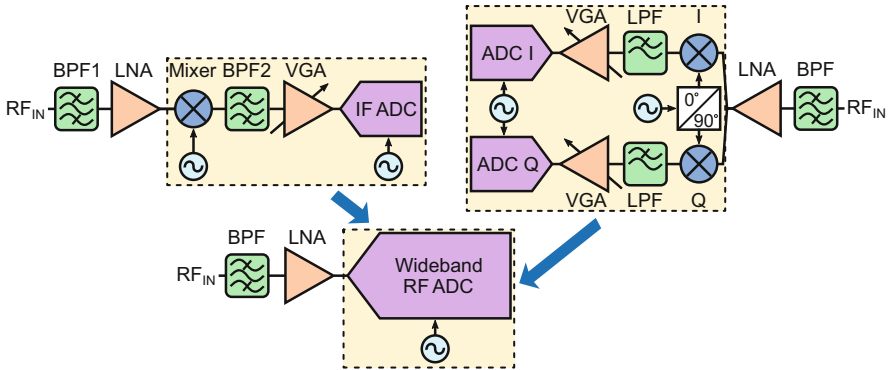 BPF1 LNA Mixer BPF2 VGA
RF_IN IF ADC
VGA LPF I
ADC I
LNA BPF
0°
90°
RF_IN
ADC Q
VGA LPF Q
BPF LNA
RF_IN
Wideband
RF ADC